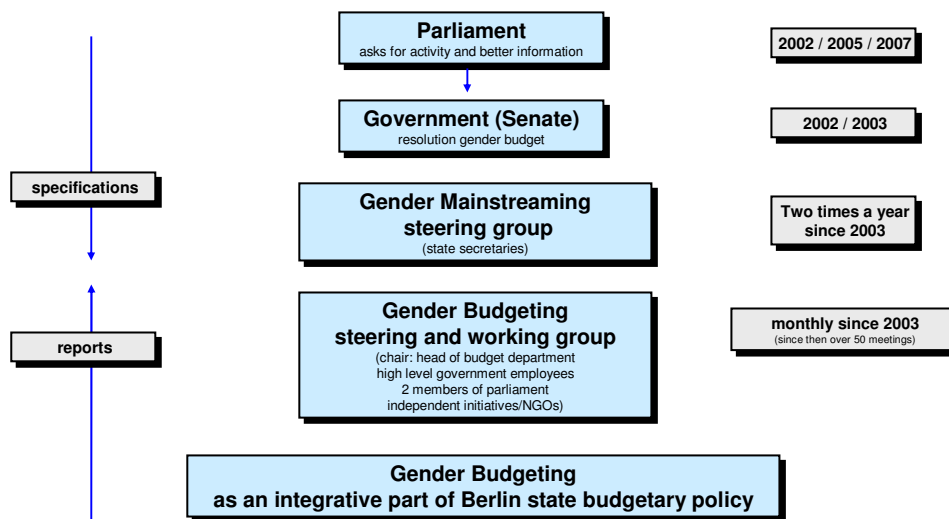 Parliament
asks for activity and better information
2002 / 2005 / 2007
Government (Senate)
resolution gender budget
2002 / 2003
specifications
Gender Mainstreaming
steering group
(state secretaries)
Two times a year
since 2003
reports
Gender Budgeting
steering and working group
(chair: head of budget department
high level government employees
2 members of parliament
independent initiatives/NGOs)
monthly since 2003
(since then over 50 meetings)
Gender Budgeting
as an integrative part of Berlin state budgetary policy